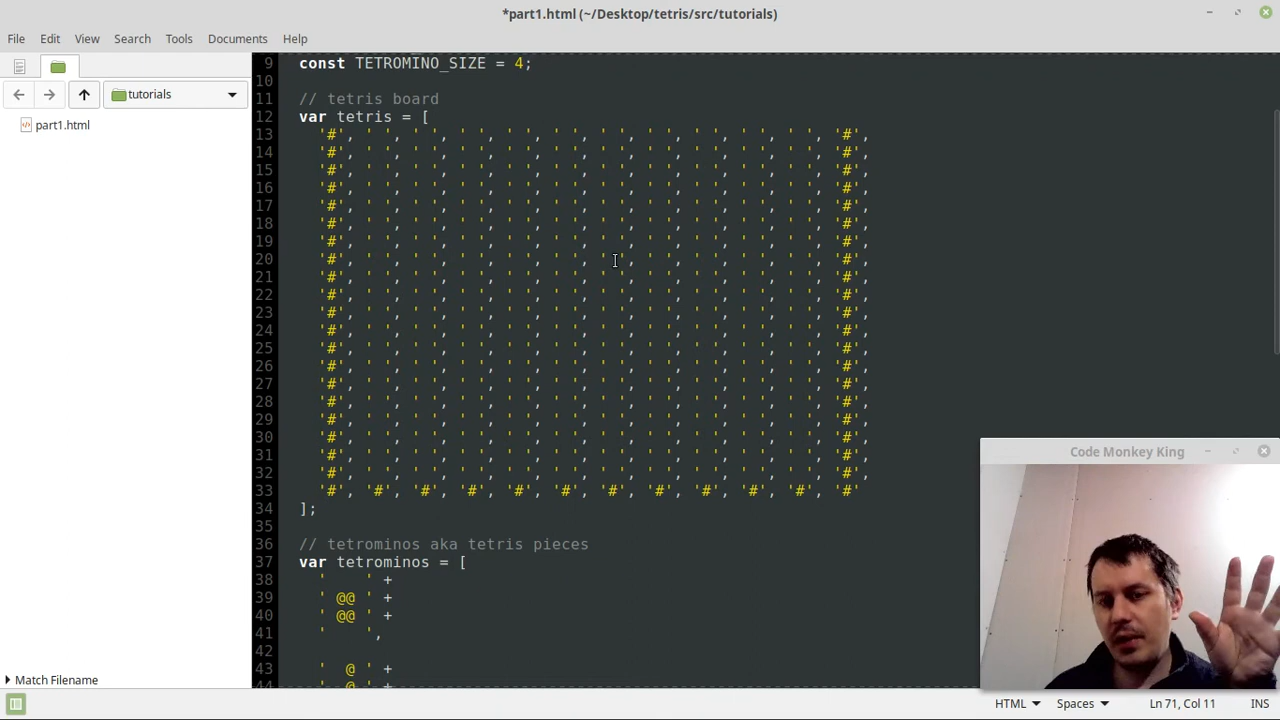 *part1.html (~/Desktop/tetris/src/tutorials)
File Edit View Search Tools Documents Help
tutorials
part1.html
9 const TETROMINO_SIZE = 4;
10
11 // tetris board
12 var tetris = [
13 '#', ' ', ' ', ' ', ' ', ' ', ' ', ' ', ' ', ' ', ' ', '#',
14 '#', ' ', ' ', ' ', ' ', ' ', ' ', ' ', ' ', ' ', ' ', '#',
15 '#', ' ', ' ', ' ', ' ', ' ', ' ', ' ', ' ', ' ', ' ', '#',
16 '#', ' ', ' ', ' ', ' ', ' ', ' ', ' ', ' ', ' ', ' ', '#',
17 '#', ' ', ' ', ' ', ' ', ' ', ' ', ' ', ' ', ' ', ' ', '#',
18 '#', ' ', ' ', ' ', ' ', ' ', ' ', ' ', ' ', ' ', ' ', '#',
19 '#', ' ', ' ', ' ', ' ', ' ', ' ', ' ', ' ', ' ', ' ', '#',
20 '#', ' ', ' ', ' ', ' ', ' ', ' ', ' ', ' ', ' ', ' ', '#',
21 '#', ' ', ' ', ' ', ' ', ' ', ' ', ' ', ' ', ' ', ' ', '#',
22 '#', ' ', ' ', ' ', ' ', ' ', ' ', ' ', ' ', ' ', ' ', '#',
23 '#', ' ', ' ', ' ', ' ', ' ', ' ', ' ', ' ', ' ', ' ', '#',
24 '#', ' ', ' ', ' ', ' ', ' ', ' ', ' ', ' ', ' ', ' ', '#',
25 '#', ' ', ' ', ' ', ' ', ' ', ' ', ' ', ' ', ' ', ' ', '#',
26 '#', ' ', ' ', ' ', ' ', ' ', ' ', ' ', ' ', ' ', ' ', '#',
27 '#', ' ', ' ', ' ', ' ', ' ', ' ', ' ', ' ', ' ', ' ', '#',
28 '#', ' ', ' ', ' ', ' ', ' ', ' ', ' ', ' ', ' ', ' ', '#',
29 '#', ' ', ' ', ' ', ' ', ' ', ' ', ' ', ' ', ' ', ' ', '#',
30 '#', ' ', ' ', ' ', ' ', ' ', ' ', ' ', ' ', ' ', ' ', '#',
31 '#', ' ', ' ', ' ', ' ', ' ', ' ', ' ', ' ', ' ', ' ', '#',
32 '#', ' ', ' ', ' ', ' ', ' ', ' ', ' ', ' ', ' ', ' ', '#',
33 '#', '#', '#', '#', '#', '#', '#', '#', '#', '#', '#', '#'
34 ];
35
36 // tetrominos aka tetris pieces
37 var tetrominos = [
38 '    ' +
39 ' @@ ' +
40 ' @@ ' +
41 '    ',
42
43 '  @ ' +
44 '  @ ' +
Code Monkey King
Match Filename
HTML Spaces Ln 71, Col 11 INS